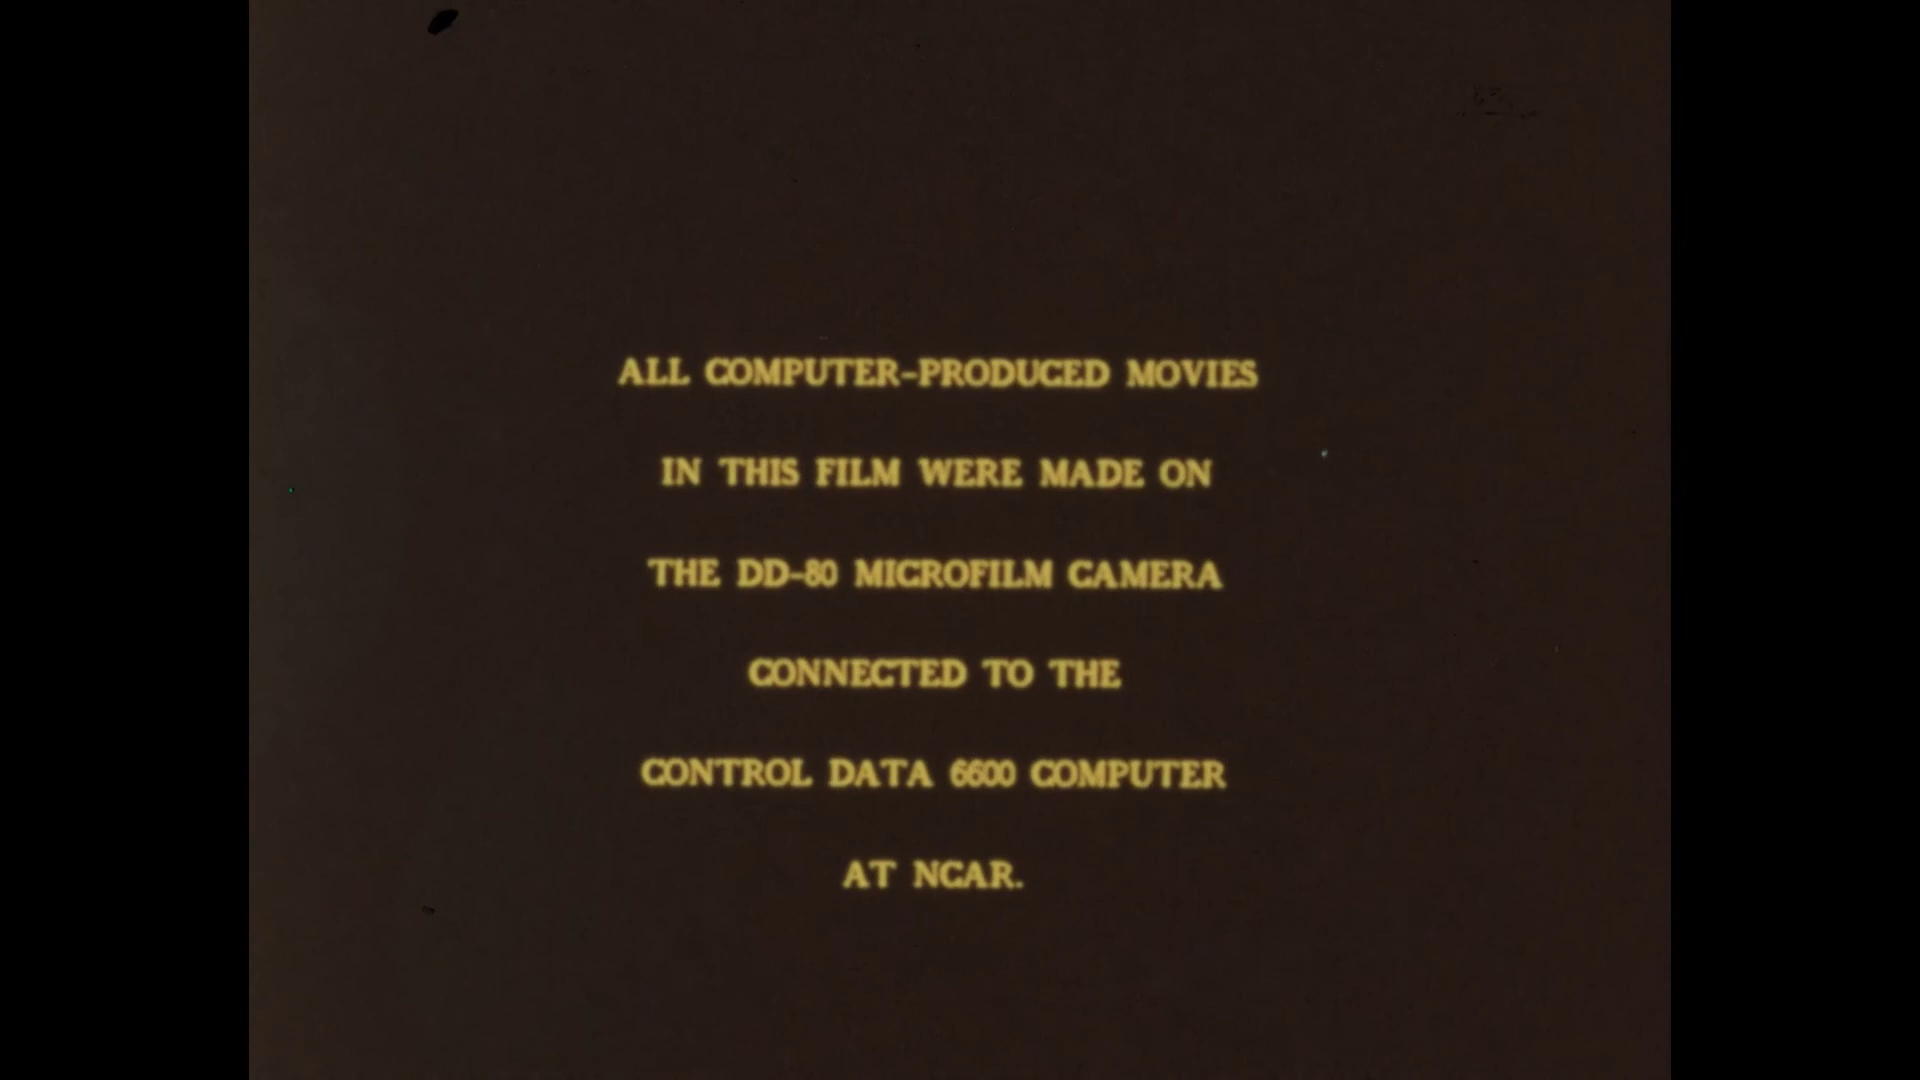 ALL COMPUTER-PRODUCED MOVIES
IN THIS FILM WERE MADE ON
THE DD-80 MICROFILM CAMERA
CONNECTED TO THE
CONTROL DATA 6600 COMPUTER
AT NCAR.